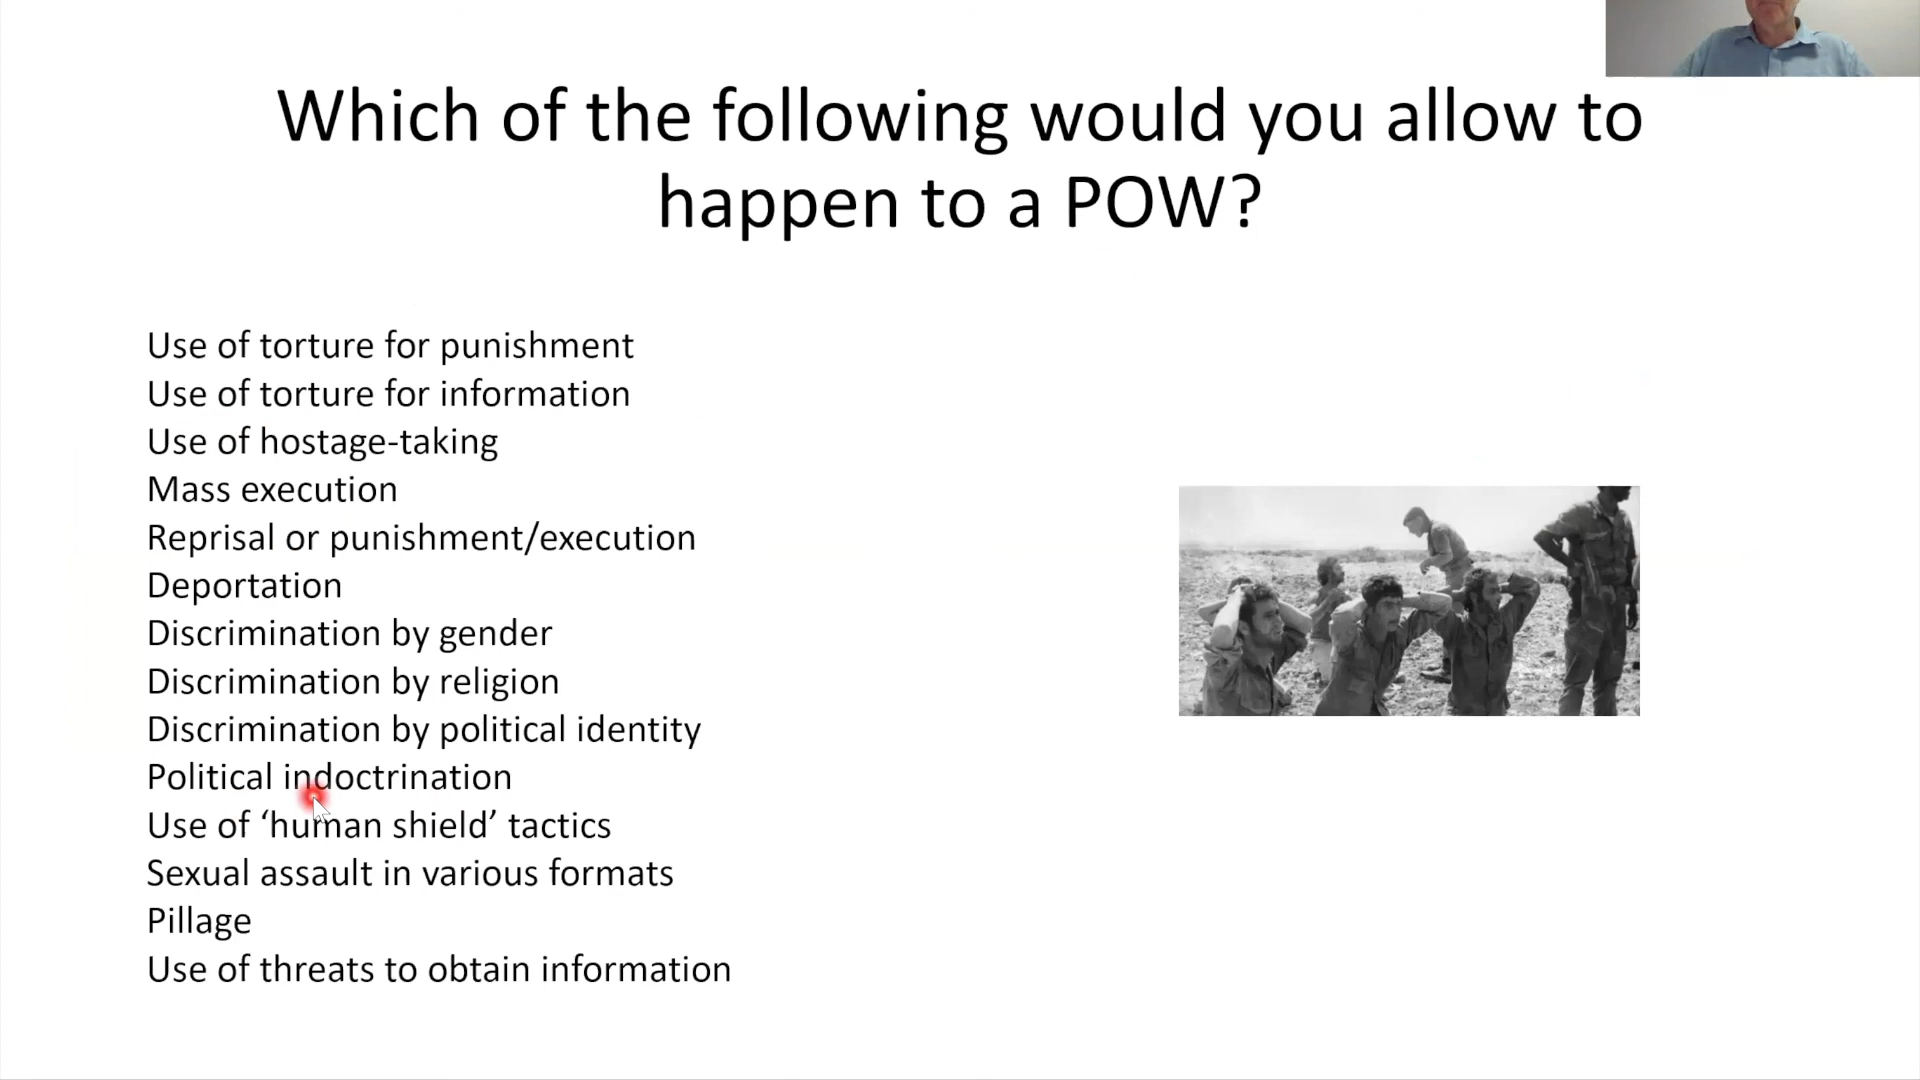 Which of the following would you allow to
happen to a POW?
Use of torture for punishment
Use of torture for information
Use of hostage-taking
Mass execution
Reprisal or punishment/execution
Deportation
Discrimination by gender
Discrimination by religion
Discrimination by political identity
Political indoctrination
Use of ‘human shield’ tactics
Sexual assault in various formats
Pillage
Use of threats to obtain information